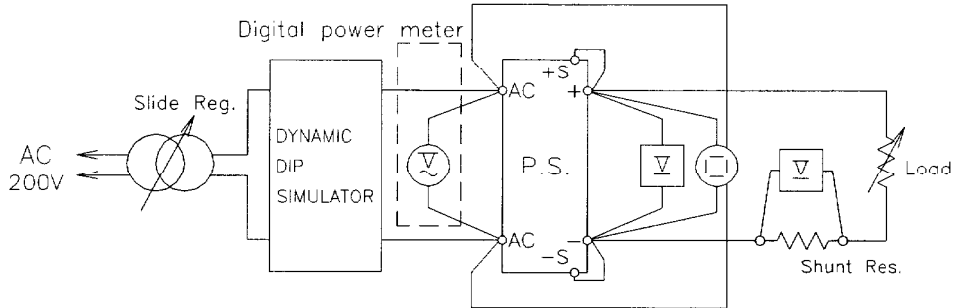 Digital power meter
Slide Reg.
AC
200V
DYNAMIC
DIP
SIMULATOR
V
AC
+S
+
P.S.
AC
-
-S
V
V
Load
Shunt Res.